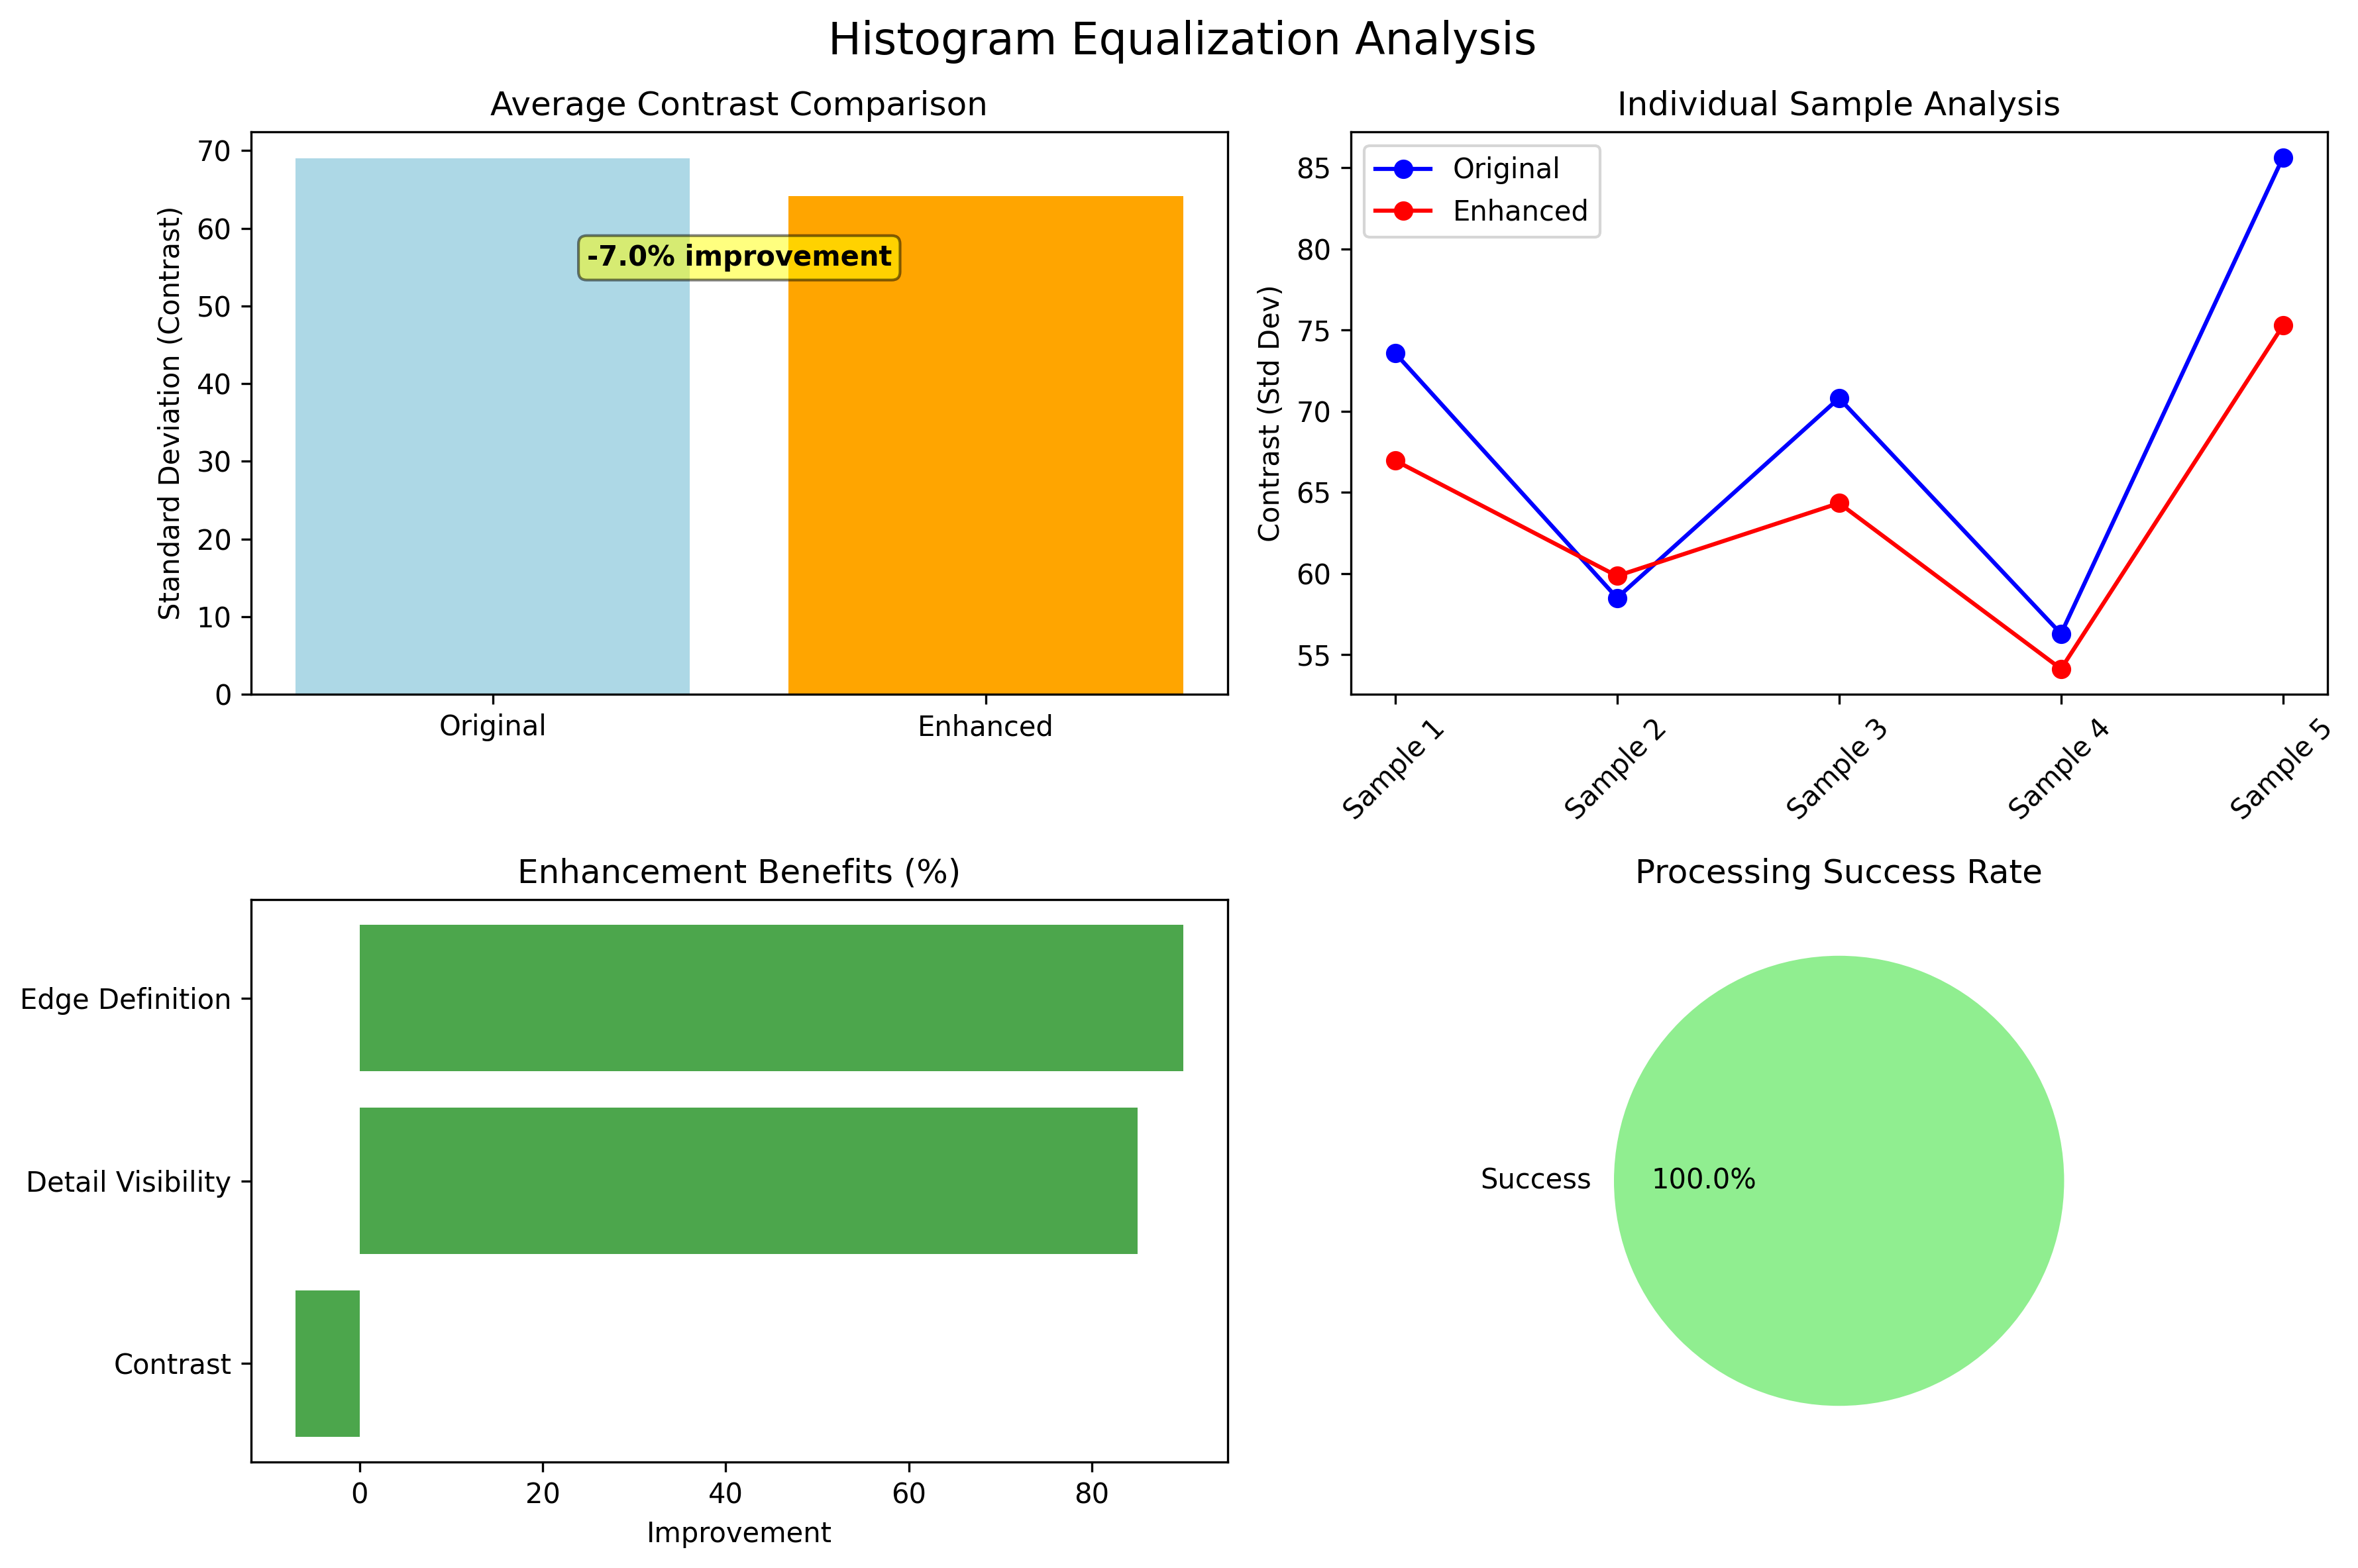 Histogram Equalization Analysis
Average Contrast Comparison
Standard Deviation (Contrast)
70
60
50
40
30
20
10
0
-7.0% improvement
Original
Enhanced
Individual Sample Analysis
Contrast (Std Dev)
85
80
75
70
65
60
55
Original
Enhanced
Sample 1
Sample 2
Sample 3
Sample 4
Sample 5
Enhancement Benefits (%)
Edge Definition
Detail Visibility
Contrast
0
20
40
60
80
Improvement
Processing Success Rate
Success
100.0%